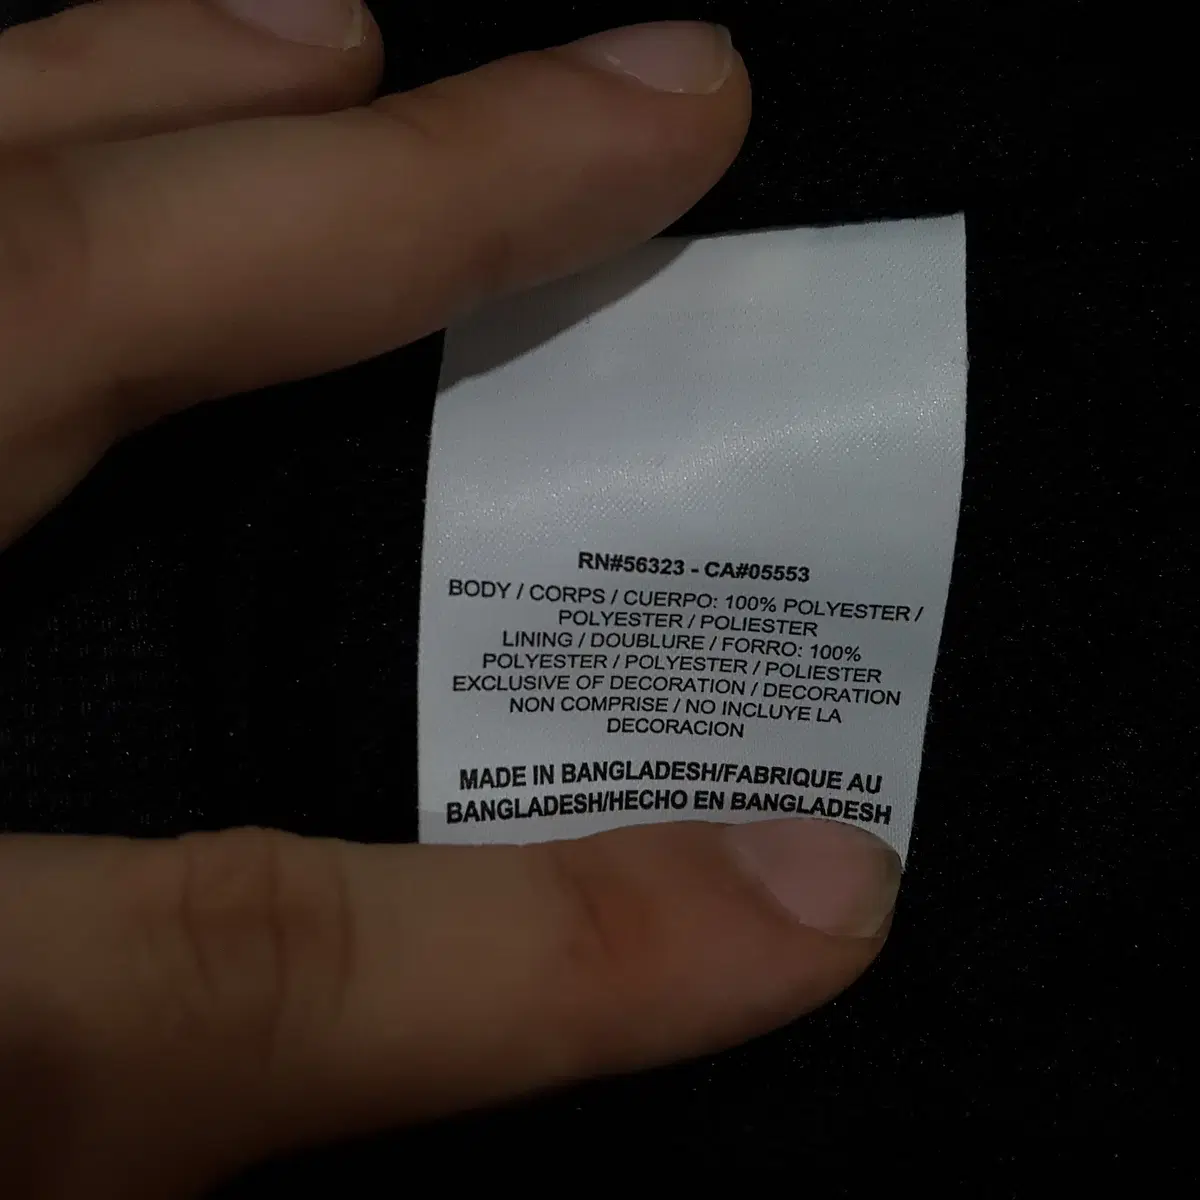 RN#56323 - CA#05553
BODY / CORPS / CUERPO: 100% POLYESTER /
POLYESTER / POLIESTER
LINING / DOUBLURE / FORRO: 100%
POLYESTER / POLYESTER / POLIESTER
EXCLUSIVE OF DECORATION / DECORATION
NON COMPRISE / NO INCLUYE LA
DECORACION
MADE IN BANGLADESH/FABRIQUE AU
BANGLADESH/HECHO EN BANGLADESH